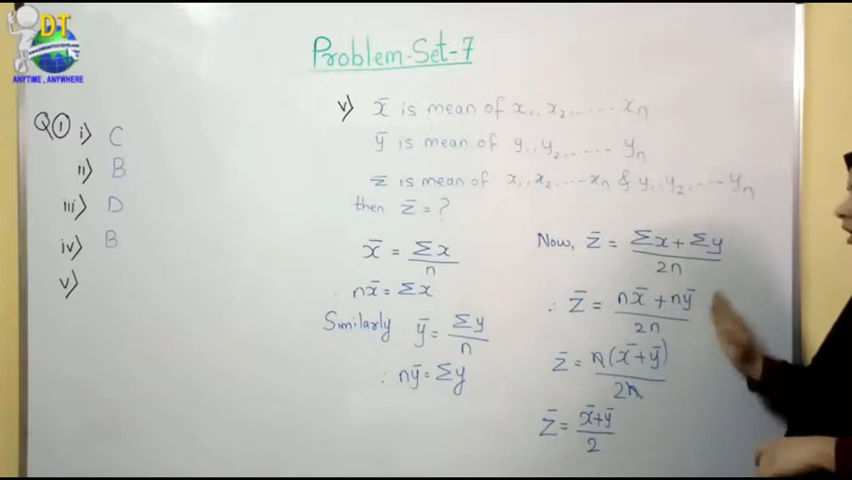 DT
ANYTIME, ANYWHERE
Problem-Set-7
Q① i) C
ii) B
iii) D
iv) B
v)
v) x̄ is mean of x₁, x₂, ..... xₙ
ȳ is mean of y₁, y₂, ..... yₙ
z̄ is mean of x₁, x₂ .... xₙ & y₁, y₂, .... yₙ
then z̄ = ?
x̄ = Σx / n
∴ nx̄ = Σx
Similarly ȳ = Σy / n
∴ nȳ = Σy
Now, z̄ = Σx + Σy / 2n
∴ z̄ = nx̄ + nȳ / 2n
z̄ = n(x̄ + ȳ) / 2n
z̄ = x̄+ȳ / 2